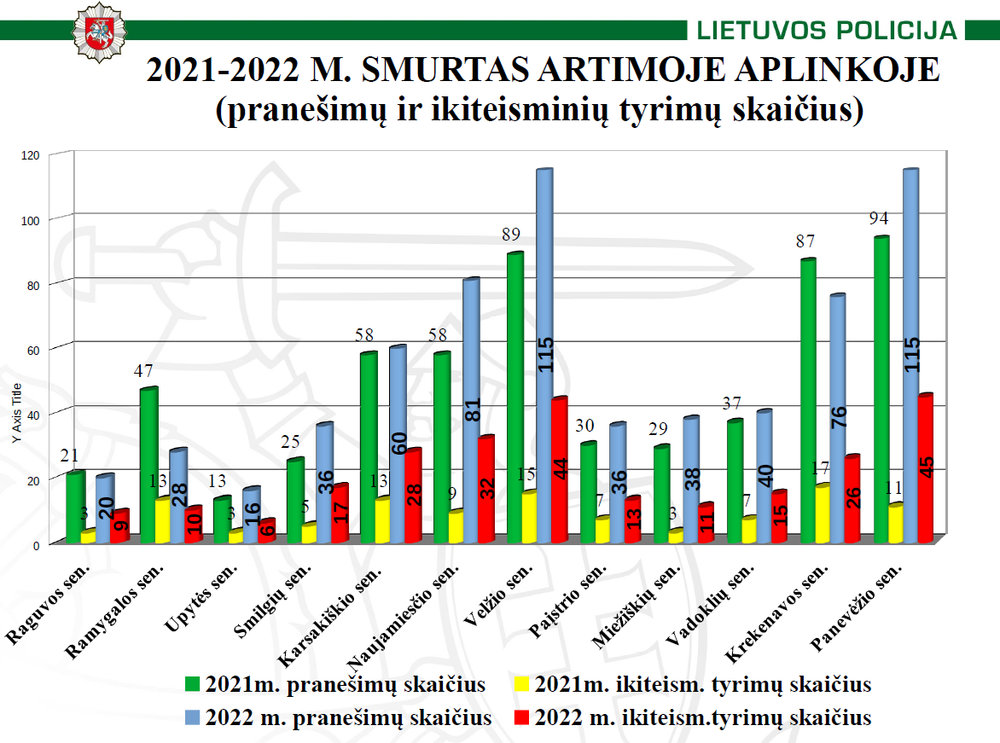 LIETUVOS POLICIJA
2021-2022 M. SMURTAS ARTIMOJE APLINKOJE
(pranešimų ir ikiteisminių tyrimų skaičius)
120
100
80
60
40
20
0
Y Axis Title
21
3
20
9
47
13
28
10
13
3
16
6
25
5
36
17
58
13
60
28
58
9
81
32
89
15
115
44
30
7
36
13
29
3
38
11
37
7
40
15
87
17
76
26
94
11
115
45
Raguvos sen.
Ramygalos sen.
Upytės sen.
Smilgių sen.
Karsakiškio sen.
Naujamiesčio sen.
Velžio sen.
Paįstrio sen.
Miežiškių sen.
Vadoklių sen.
Krekenavos sen.
Panevėžio sen.
2021m. pranešimų skaičius
2021m. ikiteism. tyrimų skaičius
2022 m. pranešimų skaičius
2022 m. ikiteism.tyrimų skaičius